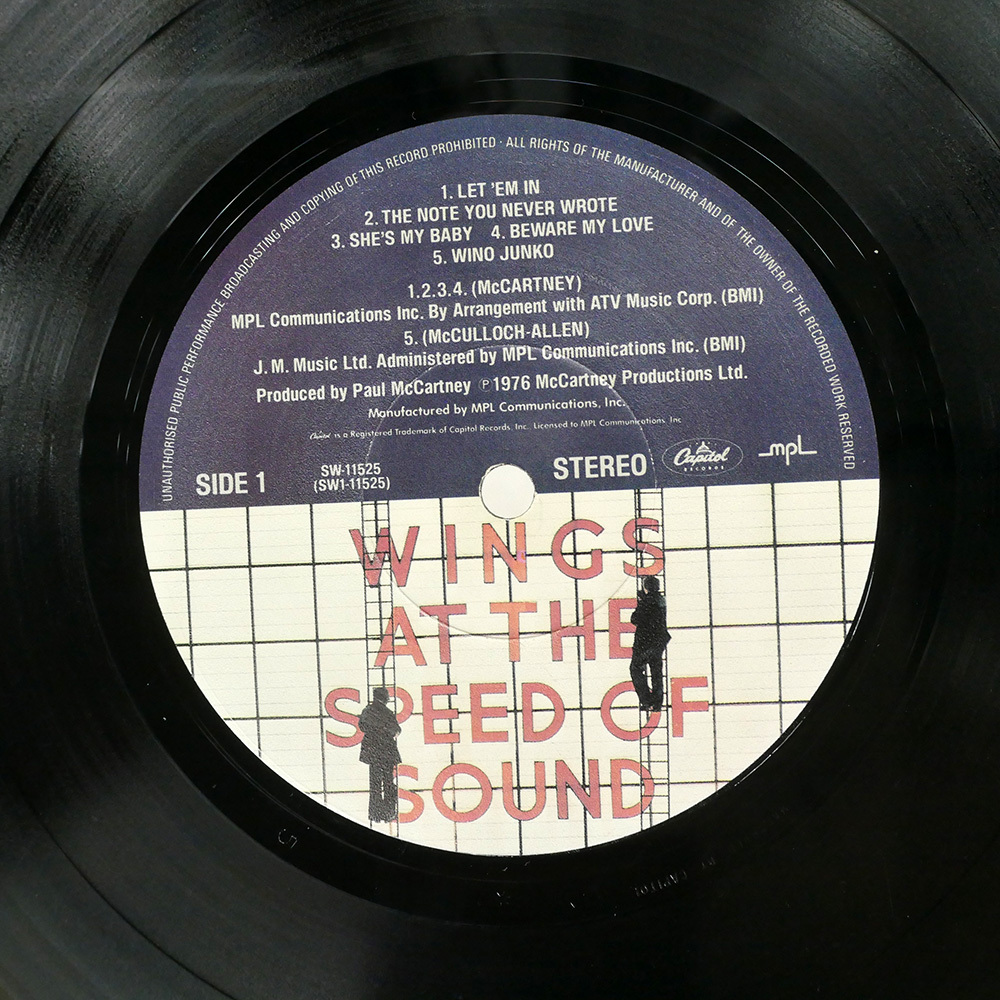 UNAUTHORISED PUBLIC PERFORMANCE BROADCASTING AND COPYING OF THIS RECORD PROHIBITED · ALL RIGHTS OF THE MANUFACTURER AND OF THE OWNER OF THE RECORDED WORK RESERVED
1. LET 'EM IN
2. THE NOTE YOU NEVER WROTE
3. SHE'S MY BABY 4. BEWARE MY LOVE
5. WINO JUNKO
1.2.3.4. (McCARTNEY)
MPL Communications Inc. By Arrangement with ATV Music Corp. (BMI)
5. (McCULLOCH-ALLEN)
J. M. Music Ltd. Administered by MPL Communications Inc. (BMI)
Produced by Paul McCartney ℗ 1976 McCartney Productions Ltd.
Manufactured by MPL Communications, Inc.
Capitol is a Registered Trademark of Capitol Records, Inc. Licensed to MPL Communications, Inc
SIDE 1
SW-11525
(SW1-11525)
STEREO
Capitol
RECORDS
mpl
WINGS
AT THE
SPEED OF
SOUND